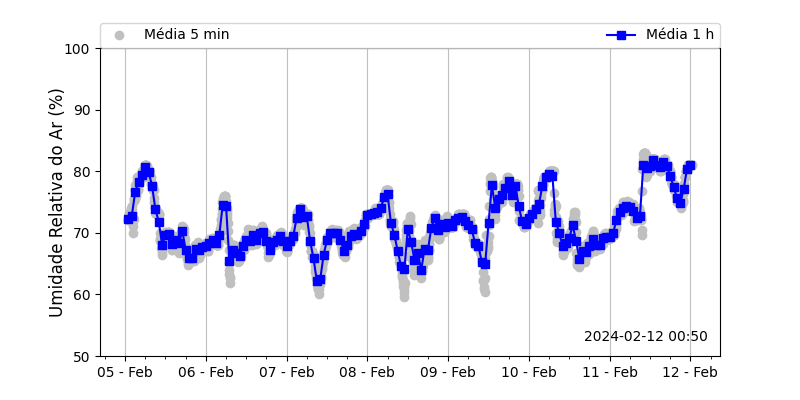 Média 5 min
Média 1 h
Umidade Relativa do Ar (%)
100
90
80
70
60
50
2024-02-12 00:50
05 - Feb
06 - Feb
07 - Feb
08 - Feb
09 - Feb
10 - Feb
11 - Feb
12 - Feb